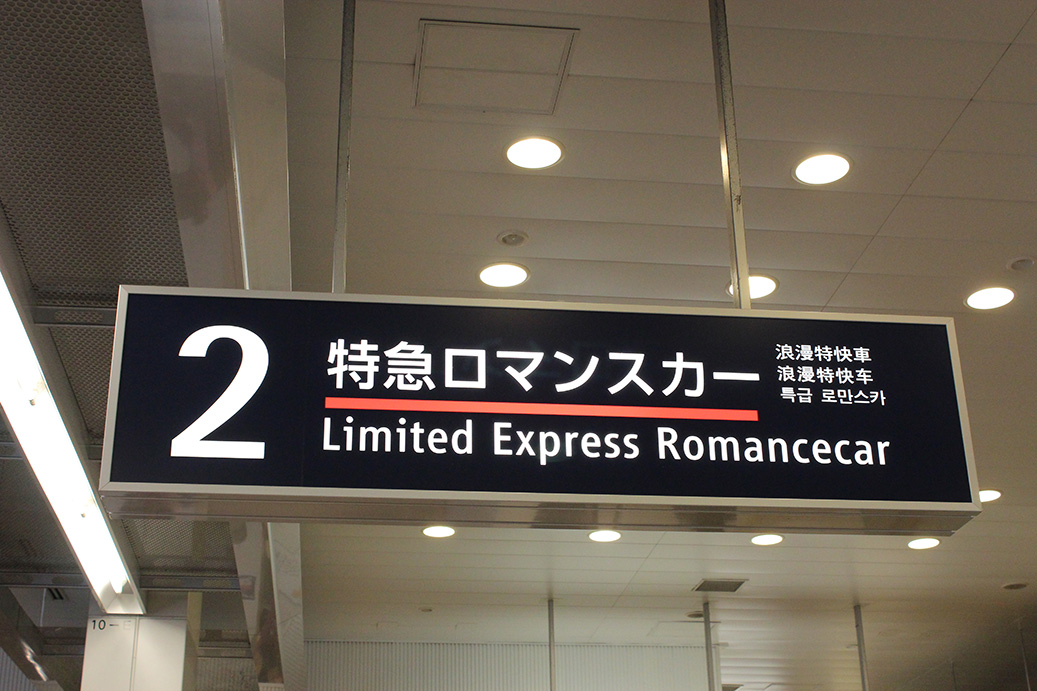 2
特急ロマンスカー
浪漫特快車
浪漫特快车
특급 로만스카
Limited Express Romancecar